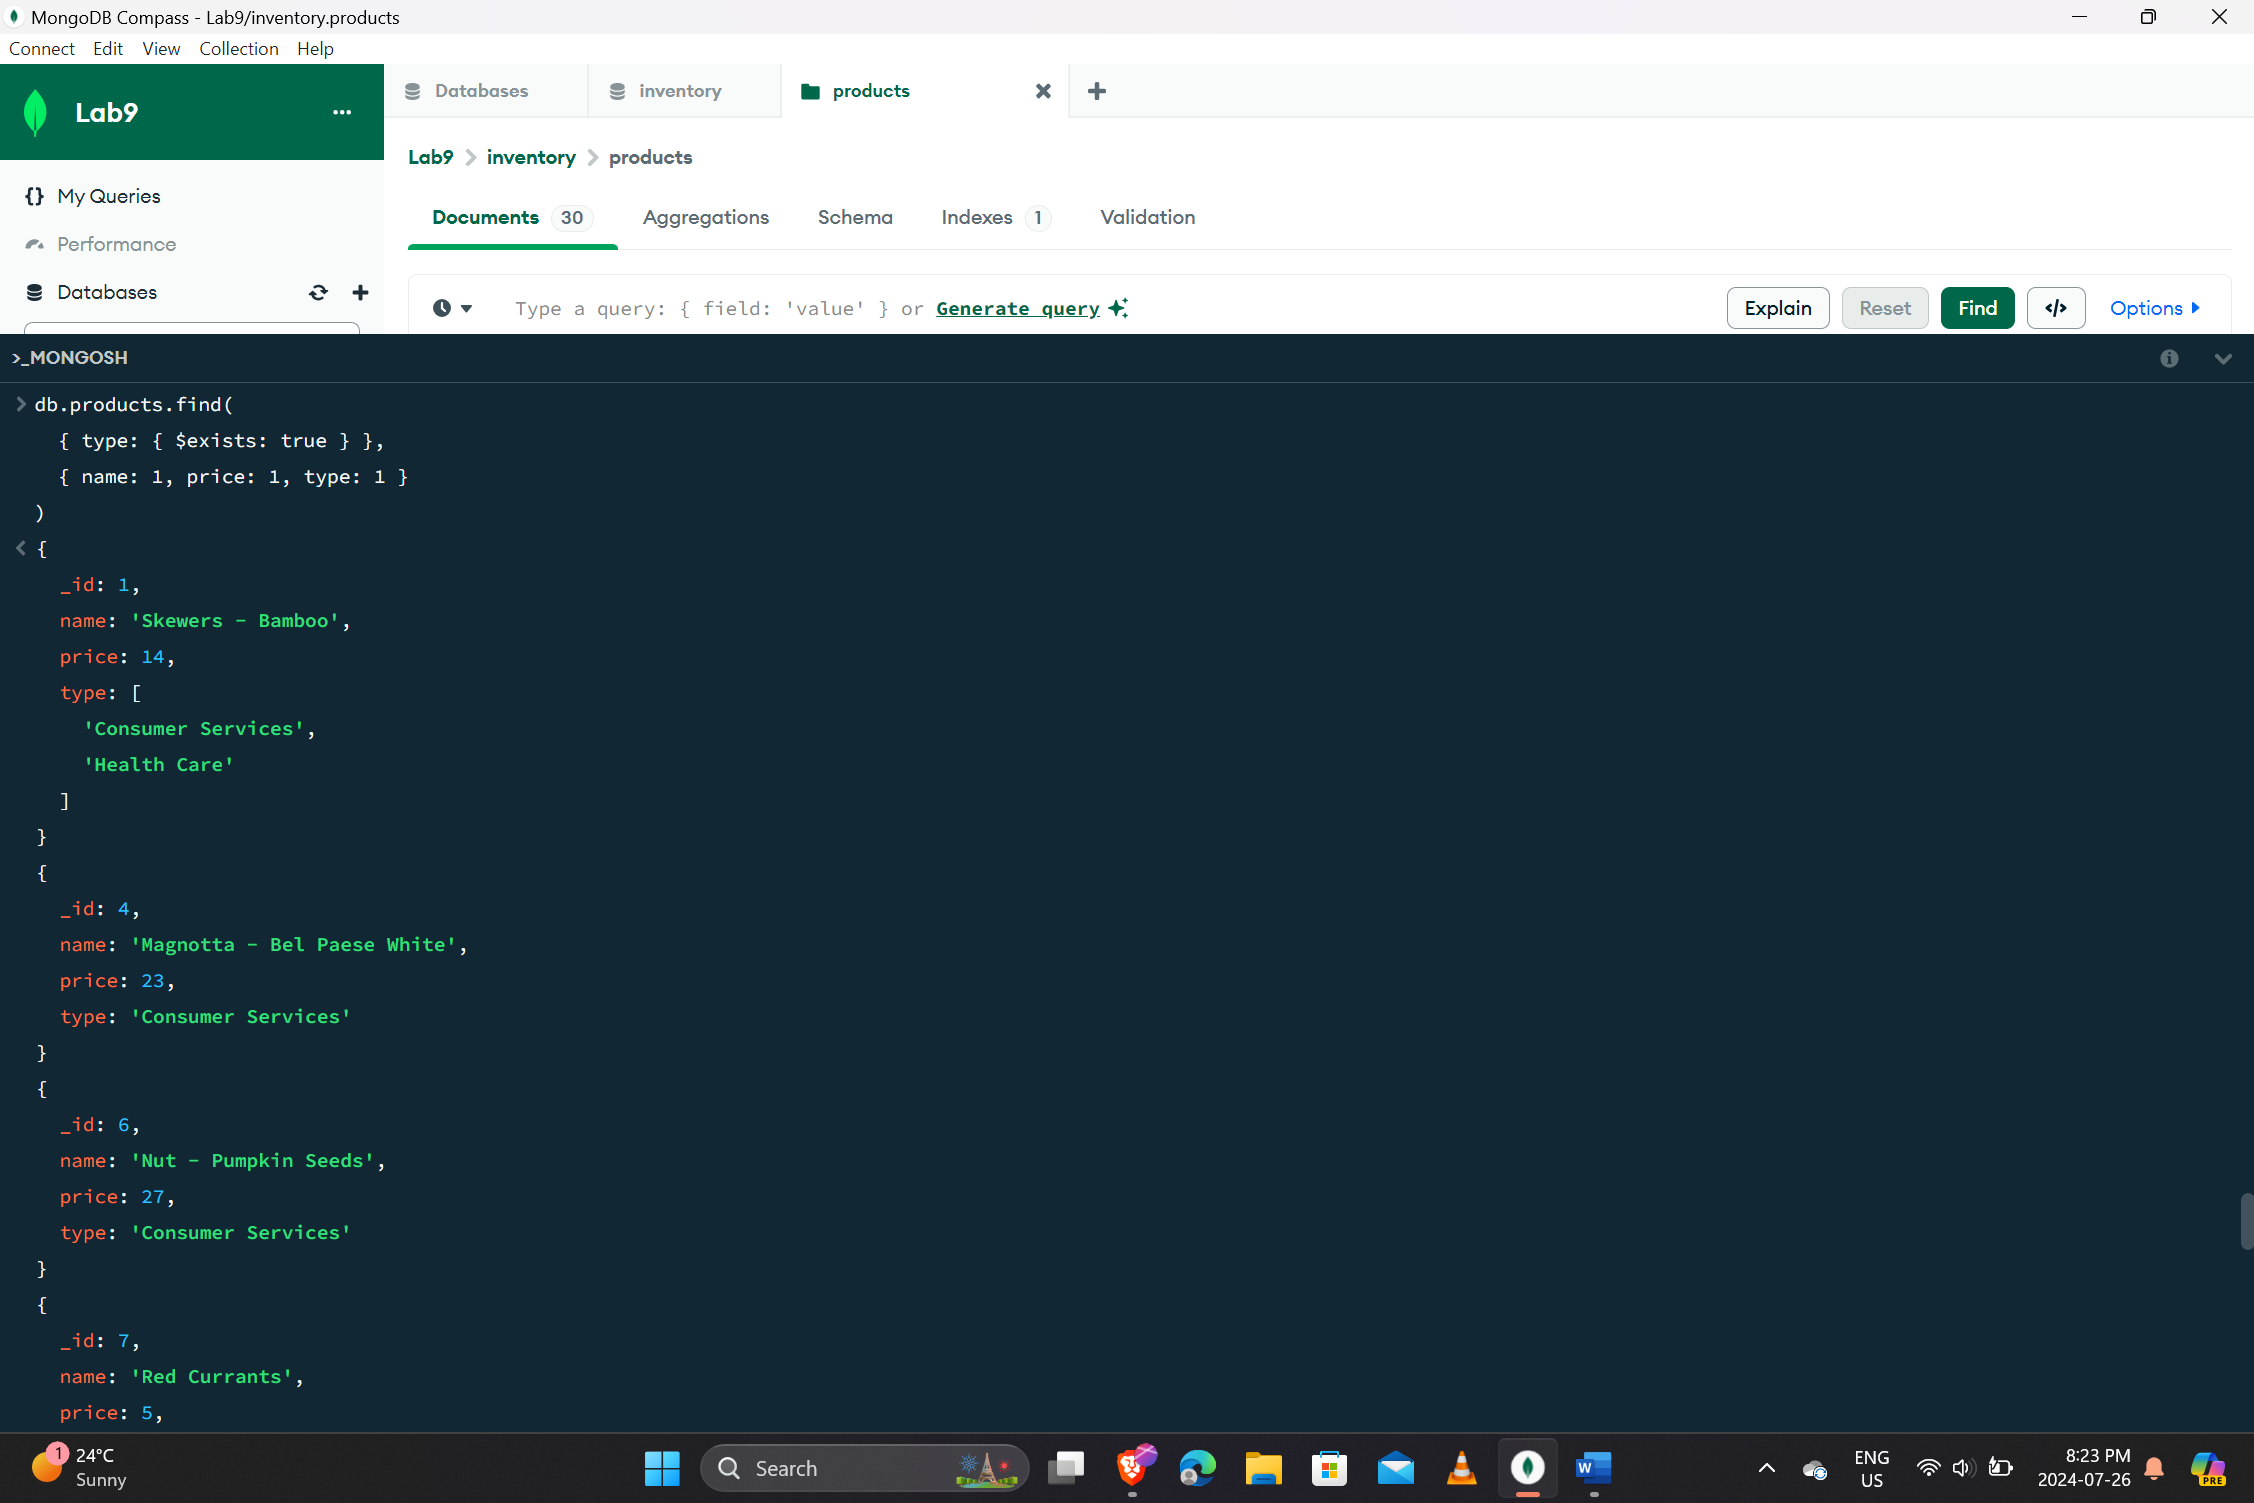 MongoDB Compass - Lab9/inventory.products
Connect Edit View Collection Help
Lab9
Databases inventory products
Lab9 inventory products
My Queries
Documents 30 Aggregations Schema Indexes 1 Validation
Performance
Databases
Type a query: { field: 'value' } or Generate query
Explain Reset Find </> Options
>_MONGOSH
> db.products.find(
{ type: { $exists: true } },
{ name: 1, price: 1, type: 1 }
)
< {
_id: 1,
name: 'Skewers - Bamboo',
price: 14,
type: [
'Consumer Services',
'Health Care'
]
}
{
_id: 4,
name: 'Magnotta - Bel Paese White',
price: 23,
type: 'Consumer Services'
}
{
_id: 6,
name: 'Nut - Pumpkin Seeds',
price: 27,
type: 'Consumer Services'
}
{
_id: 7,
name: 'Red Currants',
price: 5,
1
24°C
Sunny
Search
W
ENG
US
8:23 PM
2024-07-26
PRE